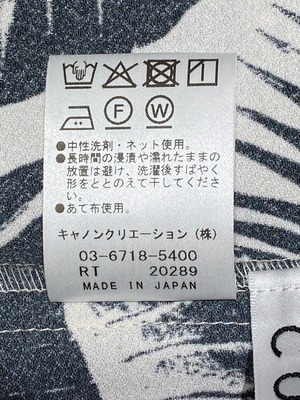 F W
●中性洗剤・ネット使用。
●長時間の浸漬や濡れたままの
放置は避け、洗濯後すばやく
形をととのえて干してくださ
い。
●あて布使用。
キャノンクリエーション(株)
03-6718-5400
RT 20289
MADE IN JAPAN